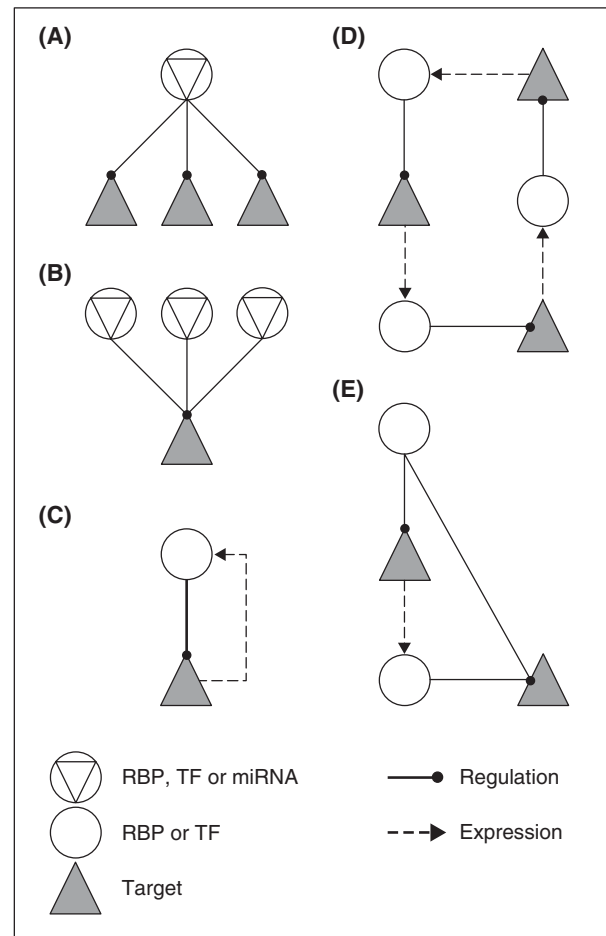 (A)
(B)
(C)
(D)
(E)
RBP, TF or miRNA
RBP or TF
Target
Regulation
Expression